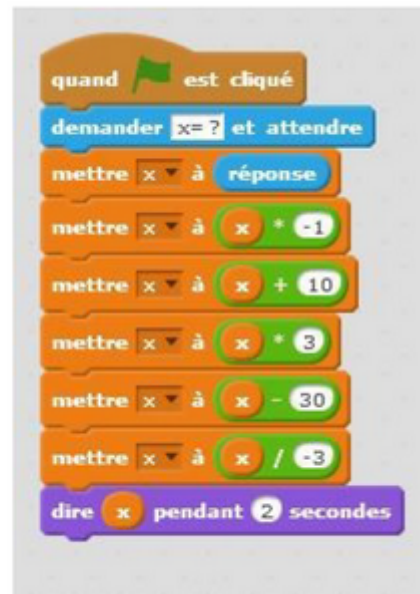 quand est cliqué
demander x= ? et attendre
mettre x à réponse
mettre x à x * -1
mettre x à x + 10
mettre x à x * 3
mettre x à x - 30
mettre x à x / -3
dire x pendant 2 secondes